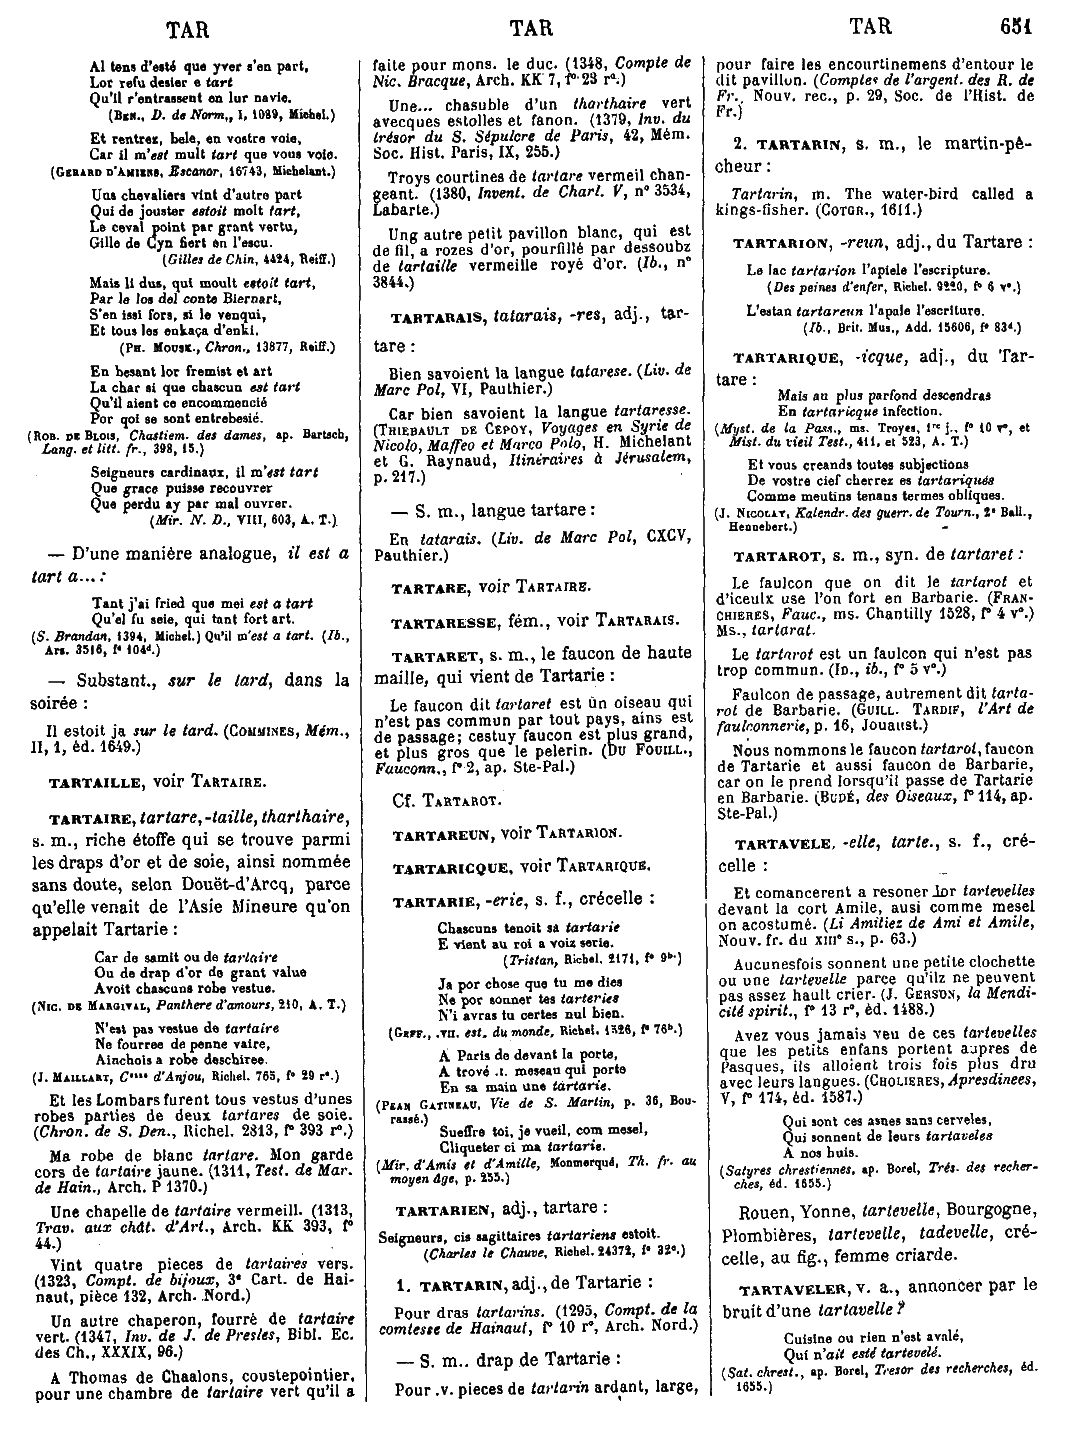 TAR
TAR
TAR
651
Al tens d'esté que yver s'en part,
Lor refu desier e tart
Qu'il r'entrassent en lur navie.
(BEN., D. de Norm., I, 1089, Michel.)
Et rentrez, bele, en vostre voie,
Car il m'est mult tart que vous voie.
(GERARD D'AMIENS, Escanor, 16743, Michelant.)
Uns chevaliers vint d'autre part
Qui de jouster estoit molt tart,
Le ceval point par grant vertu,
Gille de Cyn fiert en l'escu.
(Gilles de Chin, 4424, Reiff.)
Mais li dus, qui moult estoit tart,
Par le los del conte Biernart,
S'en issi fors, si le venqui,
Et tous les enkaça d'enki.
(PH. MOUSK., Chron., 13877, Reiff.)
En besant lor fremist et art
La char si que chascun est tart
Qu'il aient ce encommencié
Por qoi se sont entrebesié.
(ROB. DE BLOIS, Chastiem. des dames, ap. Bartsch,
Lang. et litt. fr., 398, 15.)
Seigneurs cardinaux, il m'est tart
Que grace puisse recouvrer
Que perdu ay par mal ouvrer.
(Mir. N. D., VIII, 603, A. T.)
— D'une manière analogue, il est a
tart a... :
Tant j'ai fried que mei est a tart
Qu'el fu seie, qui tant fort art.
(S. Brandan, 1394, Michel.) Qu'il m'est a tart. (Ib.,
Ars. 3516, f° 104d.)
— Substant., sur le tard, dans la
soirée :
Il estoit ja sur le tard. (COMMINES, Mém.,
II, 1, éd. 1649.)
TARTAILLE, voir TARTAIRE.
TARTAIRE, tartare, -taille, tharthaire,
s. m., riche étoffe qui se trouve parmi
les draps d'or et de soie, ainsi nommée
sans doute, selon Douët-d'Arcq, parce
qu'elle venait de l'Asie Mineure qu'on
appelait Tartarie :
Car de samit ou de tartaire
Ou de drap d'or de grant value
Avoit chascuns robe vestue.
(NIC. DE MARGIVAL, Panthere d'amours, 210, A. T.)
N'est pas vestue de tartaire
Ne fourree de penne vaire,
Ainchois a robe deschiree.
(J. MAILLART, Ctesse d'Anjou, Richel. 765, f° 29 r°.)
Et les Lombars furent tous vestus d'unes
robes parties de deux tartares de soie.
(Chron. de S. Den., Richel. 2813, f° 393 r°.)
Ma robe de blanc tartare. Mon garde
cors de tartaire jaune. (1311, Test. de Mar.
de Hain., Arch. P 1370.)
Une chapelle de tartaire vermeill. (1313,
Trav. aux chât. d'Art., Arch. KK 393, f°
44.)
Vint quatre pieces de tartaires vers.
(1323, Compt. de bijoux, 3e Cart. de Hai-
naut, pièce 132, Arch. Nord.)
Un autre chaperon, fourré de tartaire
vert. (1347, Inv. de J. de Presles, Bibl. Ec.
des Ch., XXXIX, 96.)
A Thomas de Chaalons, coustepointier,
pour une chambre de tartaire vert qu'il a
faite pour mons. le duc. (1348, Compte de
Nic. Bracque, Arch. KK 7, f° 23 r°.)
Une... chasuble d'un tharthaire vert
avecques estolles et fanon. (1379, Inv. du
trésor du S. Sépulcre de Paris, 42, Mém.
Soc. Hist. Paris, IX, 255.)
Troys courtines de tartare vermeil chan-
geant. (1380, Invent. de Charl. V, n° 3534,
Labarte.)
Ung autre petit pavillon blanc, qui est
de fil, a rozes d'or, pourfillé par dessoubz
de tartaille vermeille royé d'or. (Ib., n°
3844.)
TARTARAIS, tatarais, -res, adj., tar-
tare :
Bien savoient la langue tatarese. (Liv. de
Marc Pol, VI, Pauthier.)
Car bien savoient la langue tartaresse.
(THIEBAULT DE CEPOY, Voyages en Syrie de
Nicolo, Maffeo et Marco Polo, H. Michelant
et G. Raynaud, Itinéraires à Jérusalem,
p. 217.)
— S. m., langue tartare :
En tatarais. (Liv. de Marc Pol, CXCV,
Pauthier.)
TARTARE, voir TARTAIRE.
TARTARESSE, fém., voir TARTARAIS.
TARTARET, s. m., le faucon de haute
maille, qui vient de Tartarie :
Le faucon dit tartaret est un oiseau qui
n'est pas commun par tout pays, ains est
de passage; cestuy faucon est plus grand,
et plus gros que le pelerin. (DU FOUILL.,
Fauconn., f° 2, ap. Ste-Pal.)
Cf. TARTAROT.
TARTAREUN, voir TARTARION.
TARTARICQUE, voir TARTARIQUE.
TARTARIE, -erie, s. f., crécelle :
Chascuns tenoit sa tartarie
E vient au roi a voiz serie.
(Tristan, Richel. 2171, f° 9b.)
Ja por chose que tu me dies
Ne por sonner tes tarteries
N'i avras tu certes nul bien.
(GEFF., .VII. est. du monde, Richel. 1526, f° 76b.)
A Paris de devant la porte,
A trové .I. meseau qui porte
En sa main une tartarie.
(PEAN GATINEAU, Vie de S. Martin, p. 36, Bou-
rassé.)
Sueffre toi, je vueil, com mesel,
Cliqueter ci ma tartarie.
(Mir. d'Amis et d'Amille, Monmerqué, Th. fr. au
moyen âge, p. 255.)
TARTARIEN, adj., tartare :
Seigneurs, cis sagittaires tartariens estoit.
(Charles le Chauve, Richel. 24372, f° 32°.)
1. TARTARIN, adj., de Tartarie :
Pour dras tartarins. (1295, Compt. de la
comtesse de Hainaut, f° 10 r°, Arch. Nord.)
— S. m.. drap de Tartarie :
Pour .v. pieces de tartarin ardant, large,
pour faire les encourtinemens d'entour le
dit pavillon. (Comptes de l'argent. des R. de
Fr., Nouv. rec., p. 29, Soc. de l'Hist. de
Fr.)
2. TARTARIN, s. m., le martin-pê-
cheur :
Tartarin, m. The water-bird called a
kings-fisher. (COTGR., 1611.)
TARTARION, -reun, adj., du Tartare :
Le lac tartarion l'apiele l'escripture.
(Des peines d'enfer, Richel. 9220, f° 6 v°.)
L'estan tartareun l'apale l'escriture.
(Ib., Brit. Mus., Add. 15606, f° 83d.)
TARTARIQUE, -icque, adj., du Tar-
tare :
Mais au plus parfond descendras
En tartaricque infection.
(Myst. de la Pass., ms. Troyes, 1re j., f° 10 v°, et
Mist. du vieil Test., 411, et 523, A. T.)
Et vous creands toutes subjections
De vostre cief cherrez es tartariqués
Comme meutins tenans termes obliques.
(J. NICOLAY, Kalendr. des guerr. de Tourn., 2e Ball.,
Hennebert.)
TARTAROT, s. m., syn. de tartaret :
Le faulcon que on dit le tartarot et
d'iceulx use l'on fort en Barbarie. (FRAN-
CHIERES, Fauc., ms. Chantilly 1528, f° 4 v°.)
Ms., tartarat.
Le tartarot est un faulcon qui n'est pas
trop commun. (ID., ib., f° 5 v°.)
Faulcon de passage, autrement dit tarta-
rot de Barbarie. (GUILL. TARDIF, l'Art de
faulconnerie, p. 16, Jouaust.)
Nous nommons le faucon tartarot, faucon
de Tartarie et aussi faucon de Barbarie,
car on le prend lorsqu'il passe de Tartarie
en Barbarie. (BUDÉ, des Oiseaux, f° 114, ap.
Ste-Pal.)
TARTAVELE, -elle, tarte., s. f., cré-
celle :
Et comancerent a resoner lor tartevelles
devant la cort Amile, ausi comme mesel
on acostumé. (Li Amitiez de Ami et Amile,
Nouv. fr. du XIIIe s., p. 63.)
Aucunesfois sonnent une petite clochette
ou une tartevelle parce qu'ilz ne peuvent
pas assez hault crier. (J. GERSON, la Mendi-
cité spirit., f° 13 r°, éd. 1488.)
Avez vous jamais veu de ces tartevelles
que les petits enfans portent aupres de
Pasques, ils alloient trois fois plus dru
avec leurs langues. (CHOLIERES, Apresdinees,
V, f° 174, éd. 1587.)
Qui sont ces asnes sans cerveles,
Qui sonnent de leurs tartaveles
A nos huis.
(Satyres chrestiennes, ap. Borel, Trés. des recher-
ches, éd. 1655.)
Rouen, Yonne, tartevelle, Bourgogne,
Plombières, tartevelle, tadevelle, cré-
celle, au fig., femme criarde.
TARTAVELER, v. a., annoncer par le
bruit d'une tartavelle ?
Cuisine ou rien n'est avalé,
Qui n'ait esté tartevelé.
(Sat. chrest., ap. Borel, Tresor des recherches, éd.
1655.)